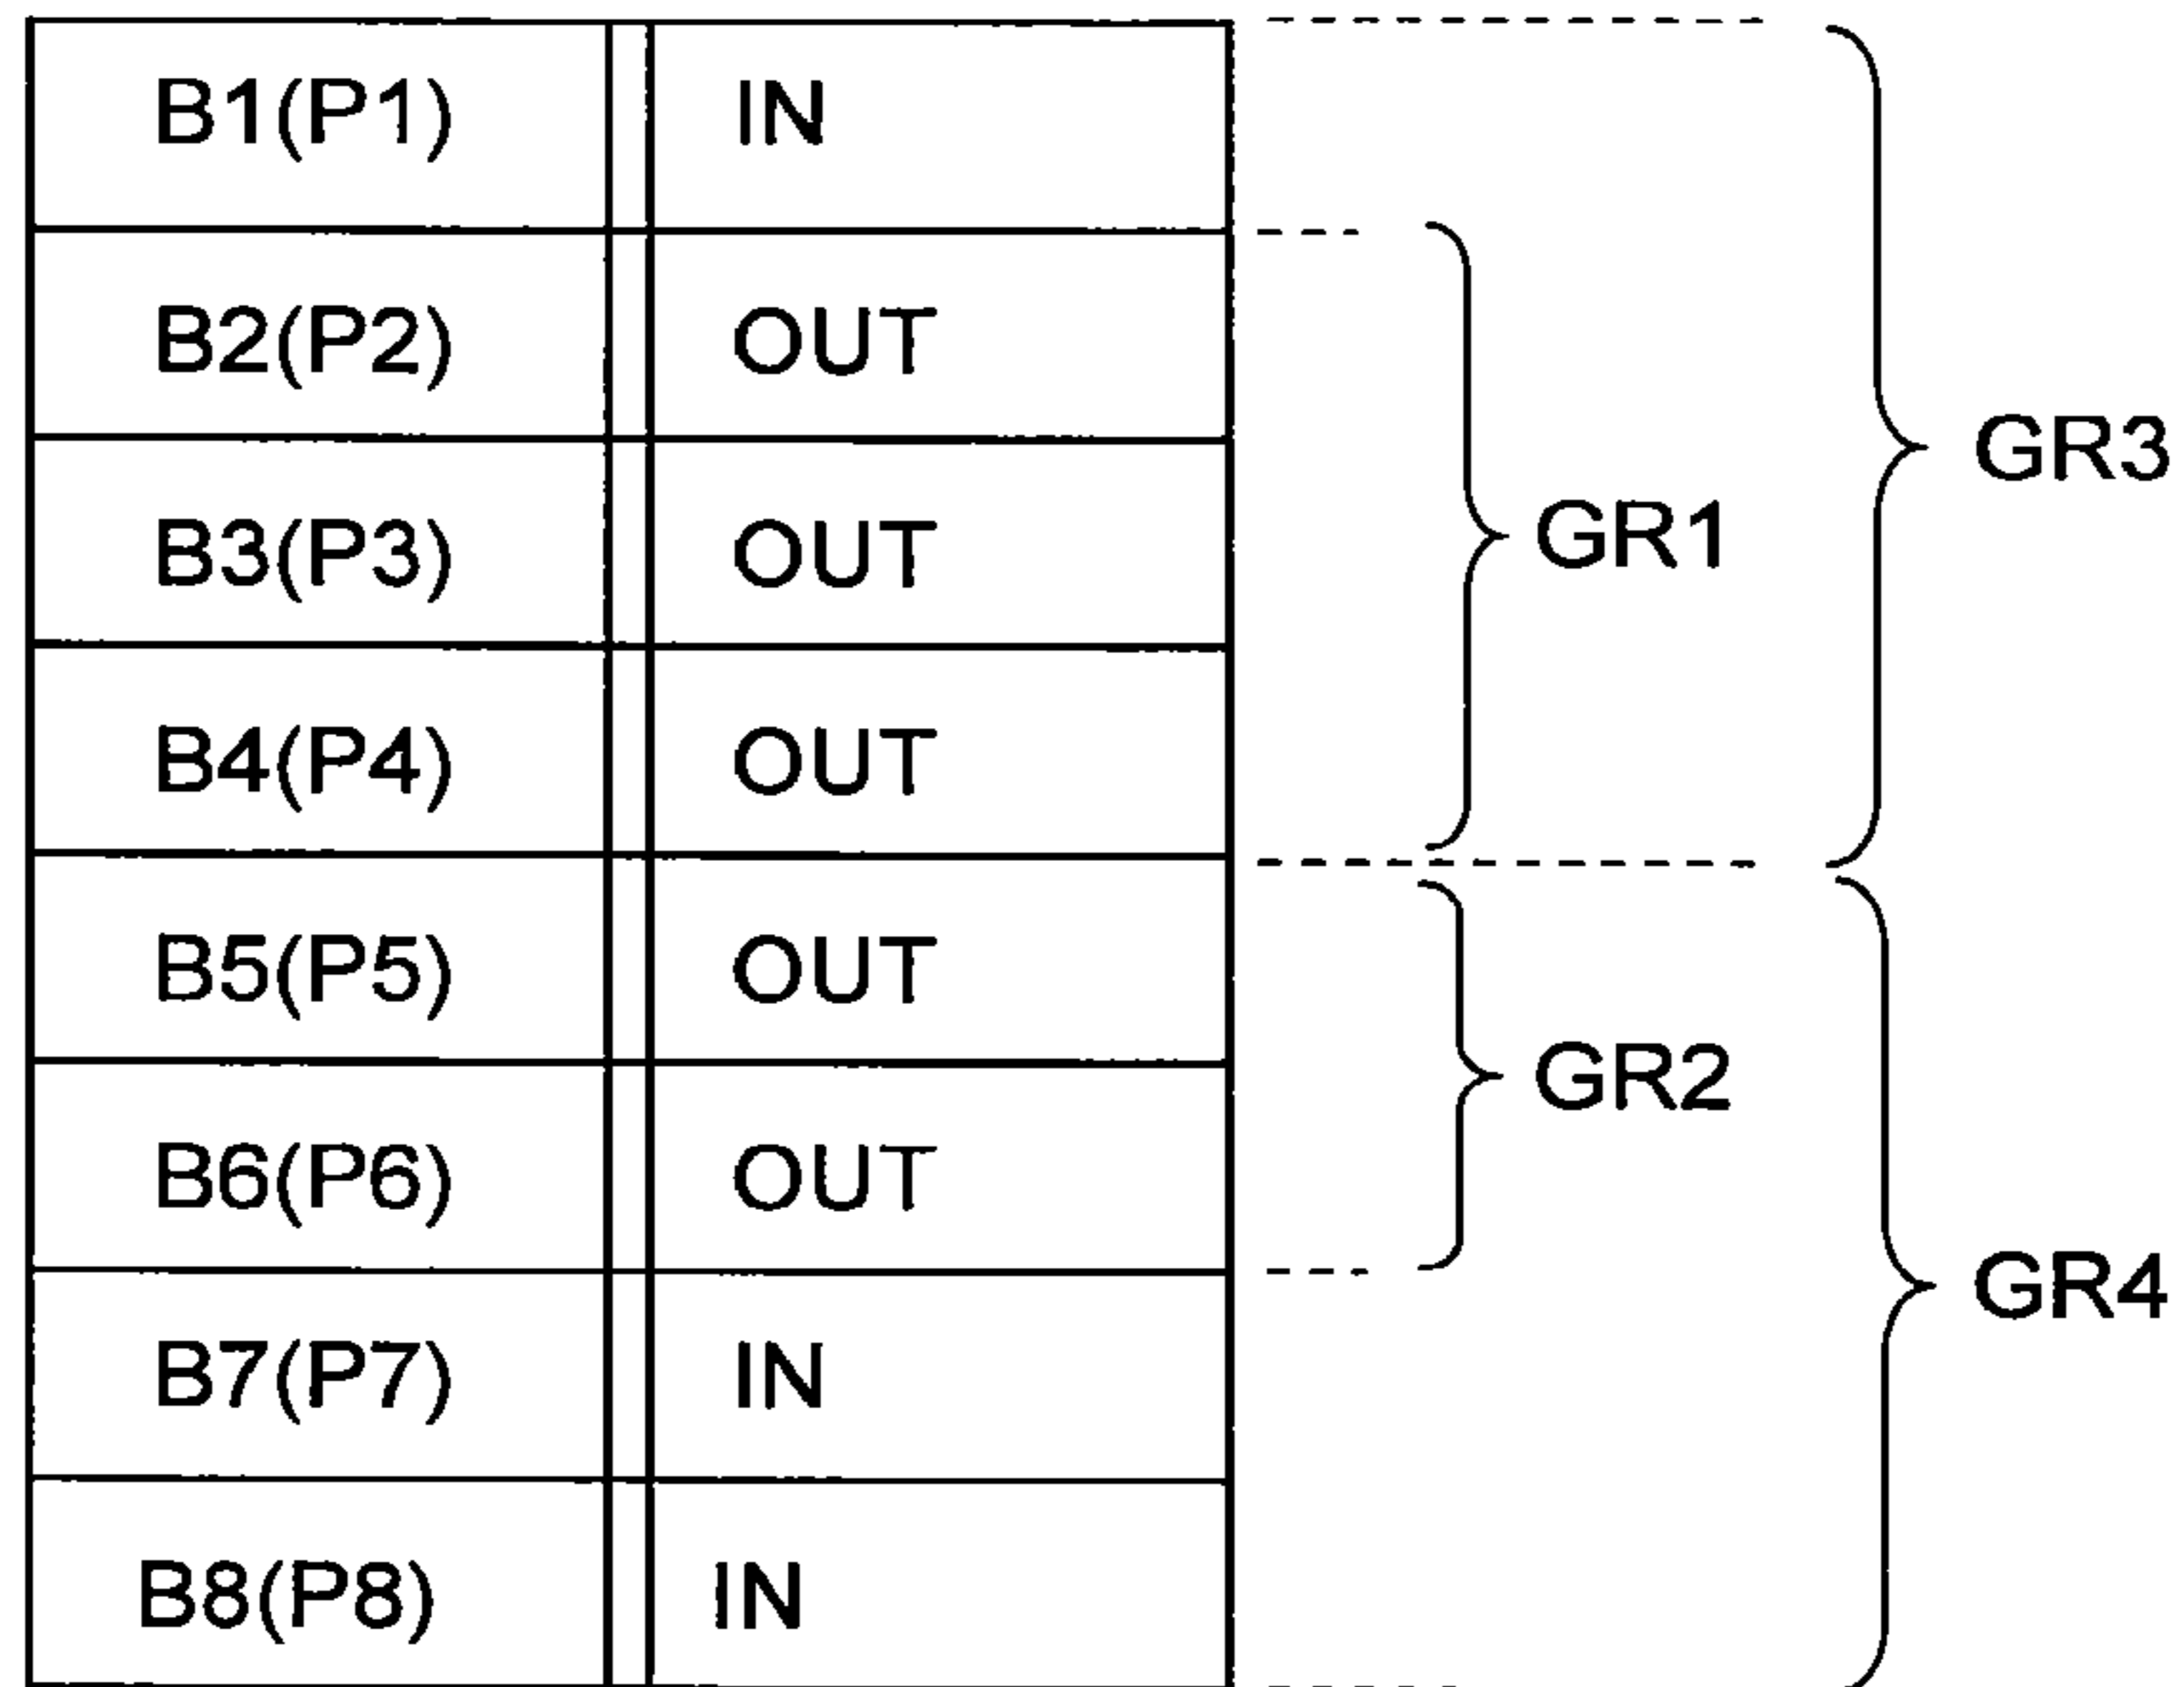 B1(P1) IN
B2(P2) OUT
GR3
B3(P3) OUT
GR1
B4(P4) OUT
B5(P5) OUT
GR2
B6(P6) OUT
GR4
B7(P7) IN
B8(P8) IN